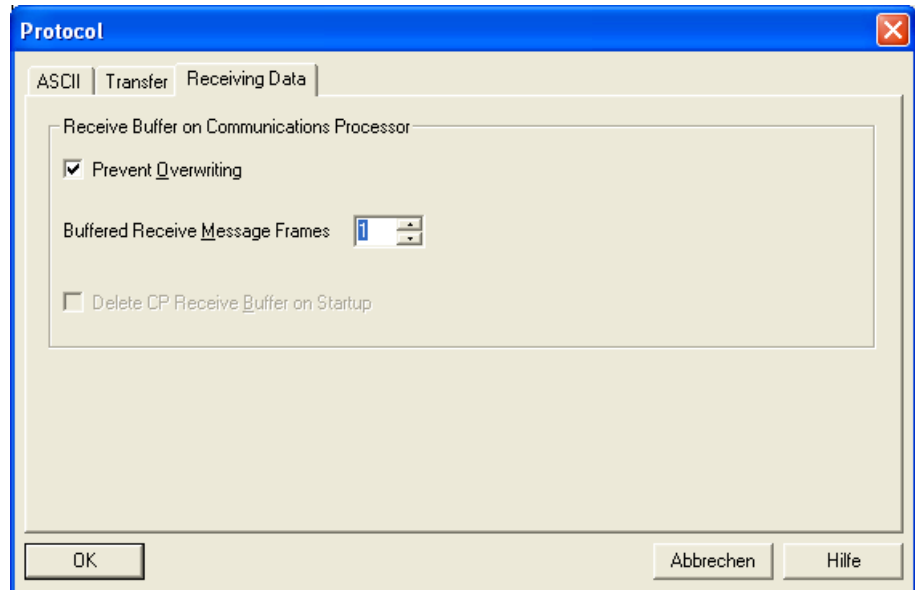 Protocol
ASCII Transfer Receiving Data
Receive Buffer on Communications Processor
Prevent Overwriting
Buffered Receive Message Frames 1
Delete CP Receive Buffer on Startup
OK Abbrechen Hilfe